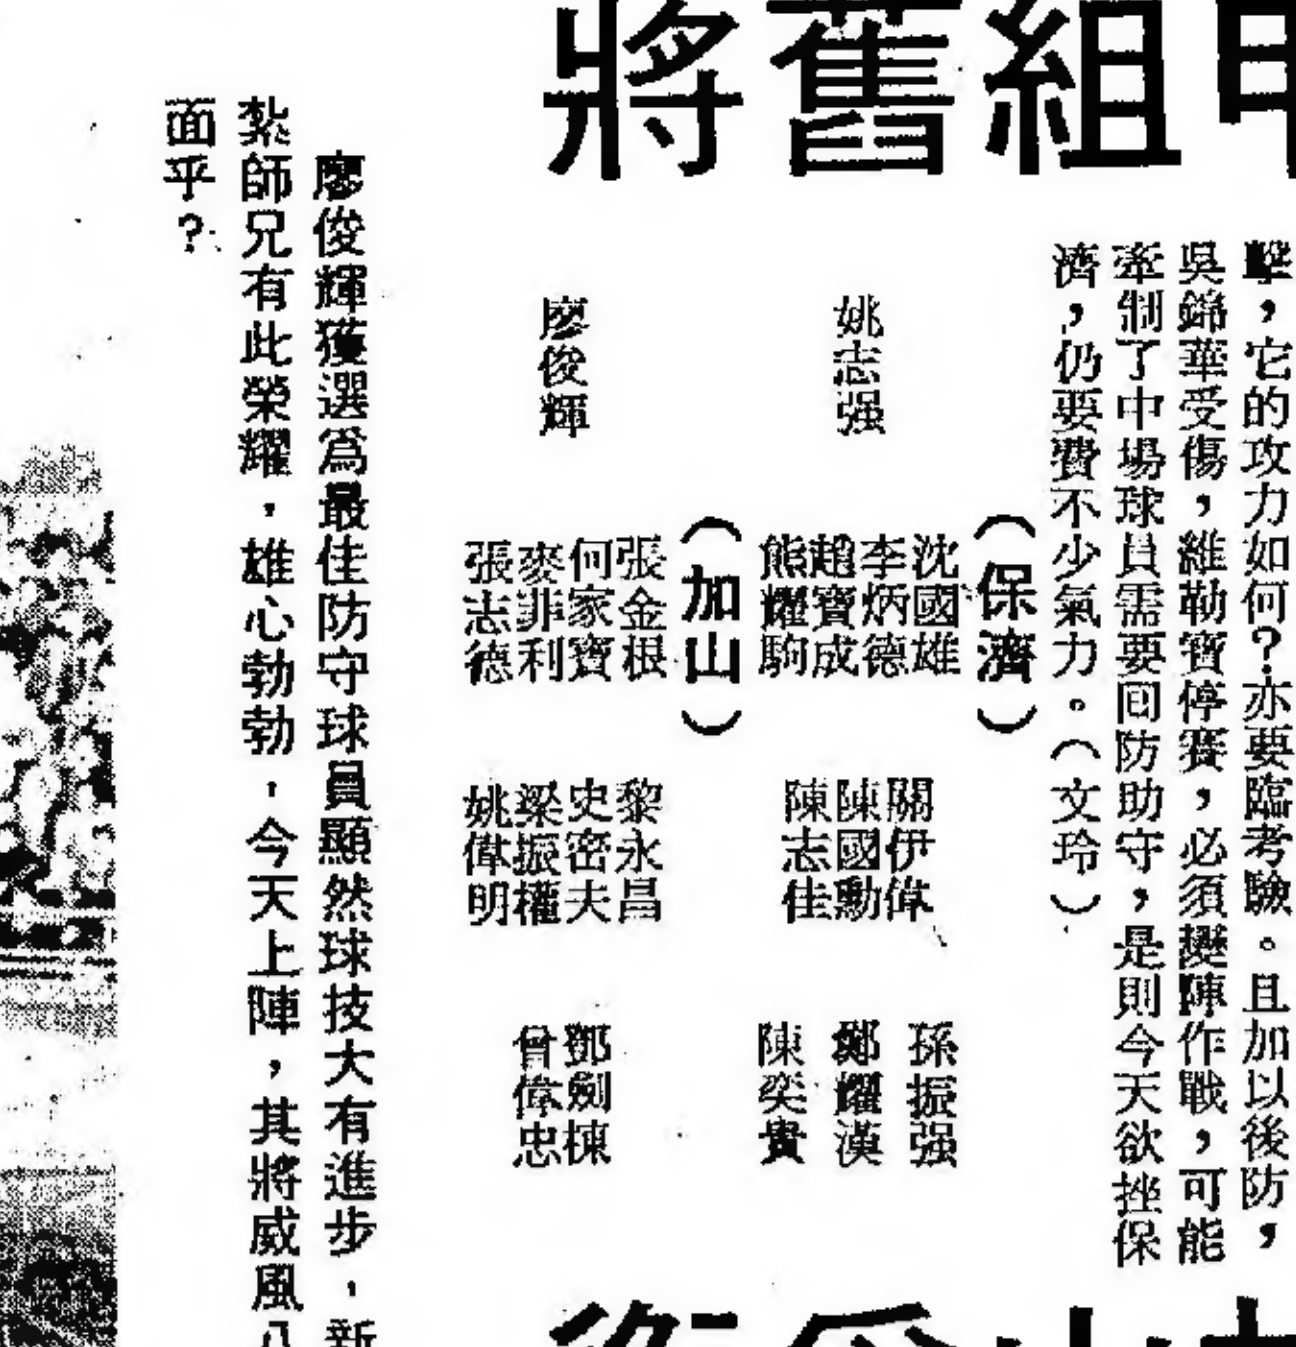 將舊組甲
擊，它的攻力如何？亦要臨考驗。且加以後防，
吳錦華受傷，維勒寶停賽，必須變陣作戰，可能
牽制了中場球員需要回防助守，是則今天欲挫保
濟，仍要費不少氣力。（文玲）
（保濟）
姚志强
沈國雄
李炳德
趙寶成
熊耀駒
關伊偉
陳國勳
陳志佳
孫振强
鄭耀漢
陳奕貴
（加山）
廖俊輝
張金根
何家寶
麥菲利
張志德
黎永昌
史密夫
梁振權
姚偉明
鄧劍棟
曾偉忠
廖俊輝獲選爲最佳防守球員顯然球技大有進步，新
紮師兄有此榮耀，雄心勃勃，今天上陣，其將威風八
面乎？